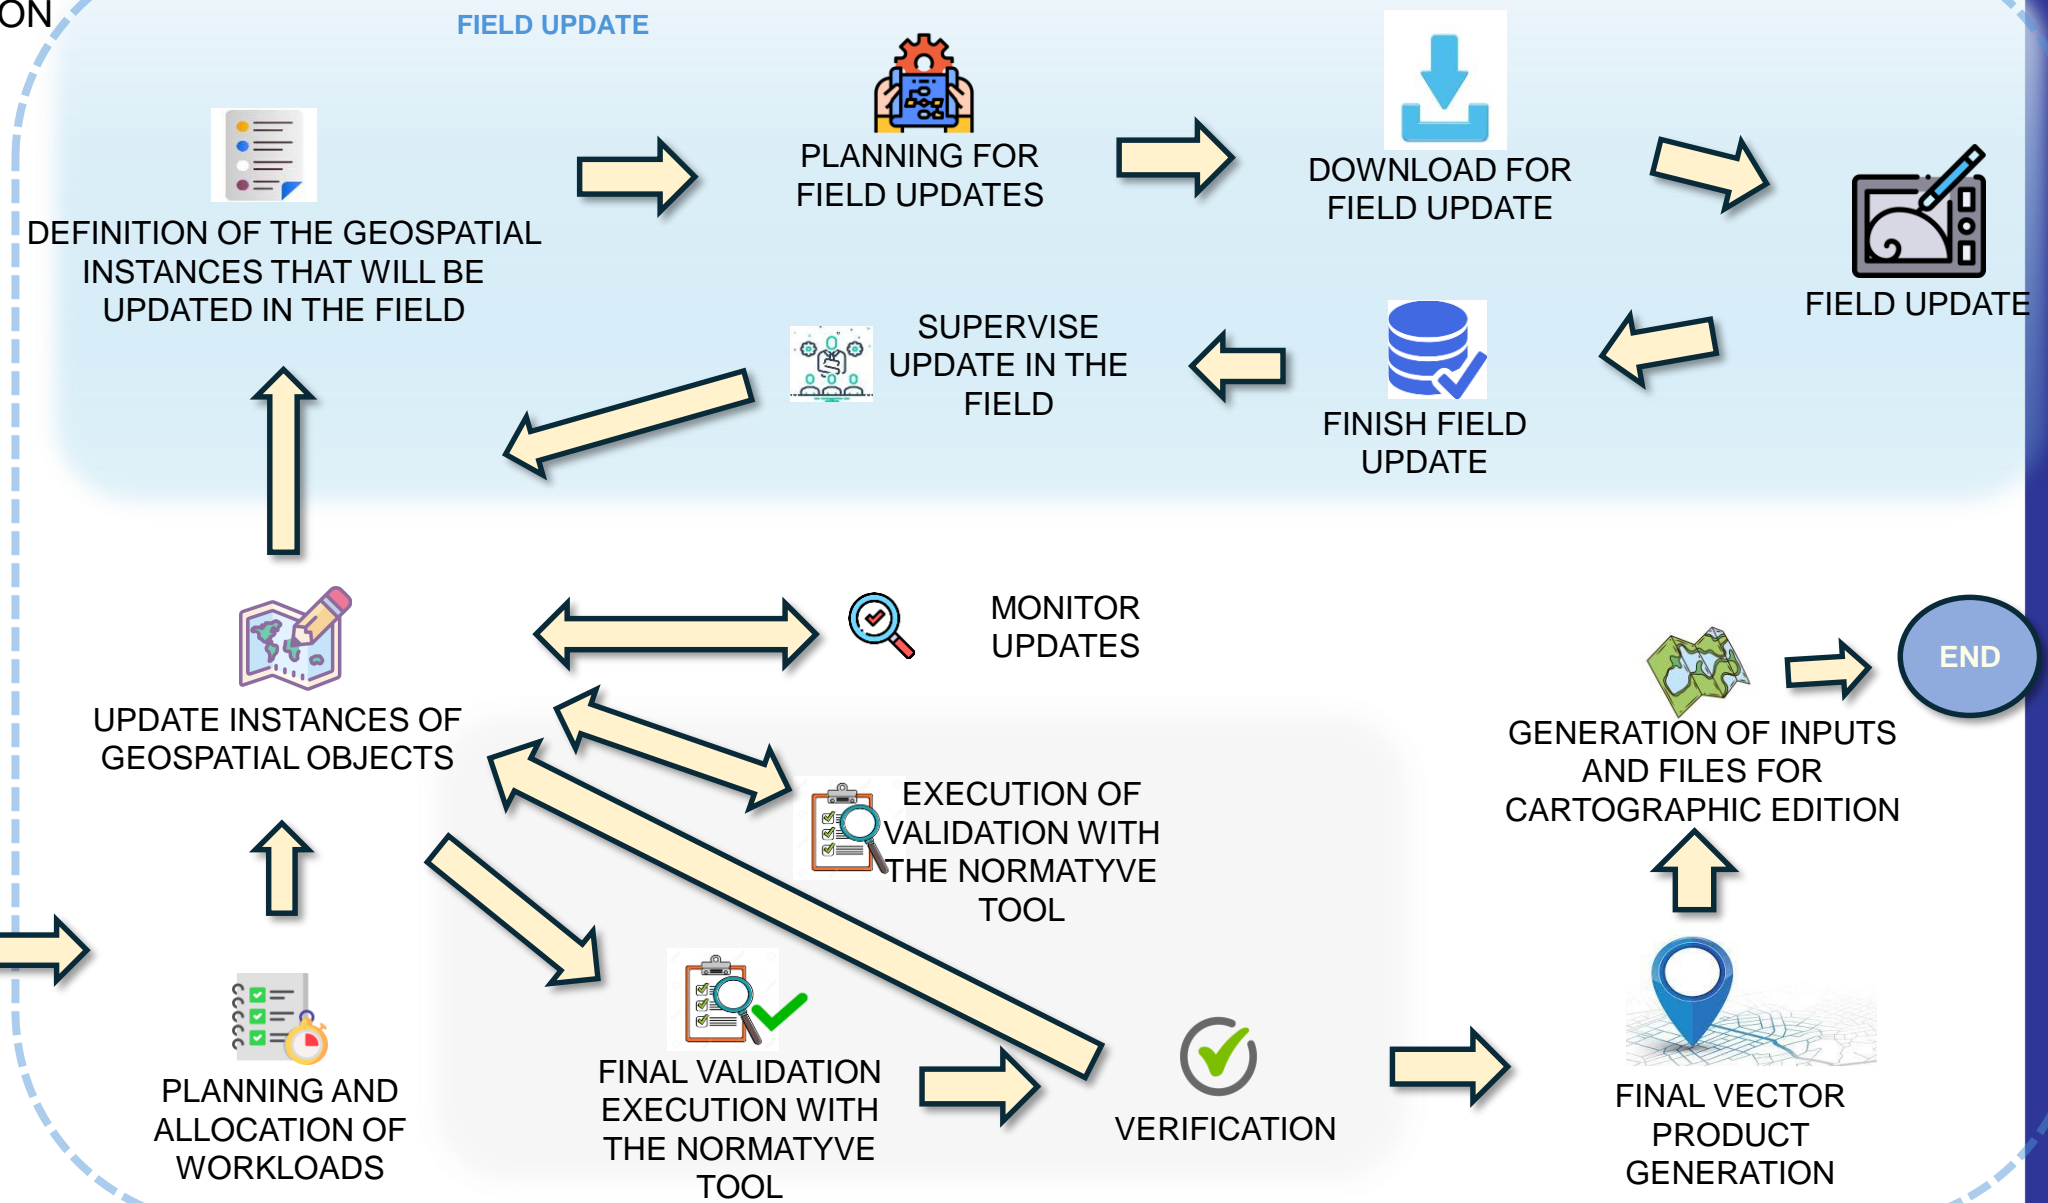 ON
FIELD UPDATE
DEFINITION OF THE GEOSPATIAL
INSTANCES THAT WILL BE
UPDATED IN THE FIELD
PLANNING FOR
FIELD UPDATES
DOWNLOAD FOR
FIELD UPDATE
FIELD UPDATE
FINISH FIELD
UPDATE
SUPERVISE
UPDATE IN THE
FIELD
UPDATE INSTANCES OF
GEOSPATIAL OBJECTS
MONITOR
UPDATES
EXECUTION OF
VALIDATION WITH
THE NORMATYVE
TOOL
PLANNING AND
ALLOCATION OF
WORKLOADS
FINAL VALIDATION
EXECUTION WITH
THE NORMATYVE
TOOL
VERIFICATION
FINAL VECTOR
PRODUCT
GENERATION
GENERATION OF INPUTS
AND FILES FOR
CARTOGRAPHIC EDITION
END